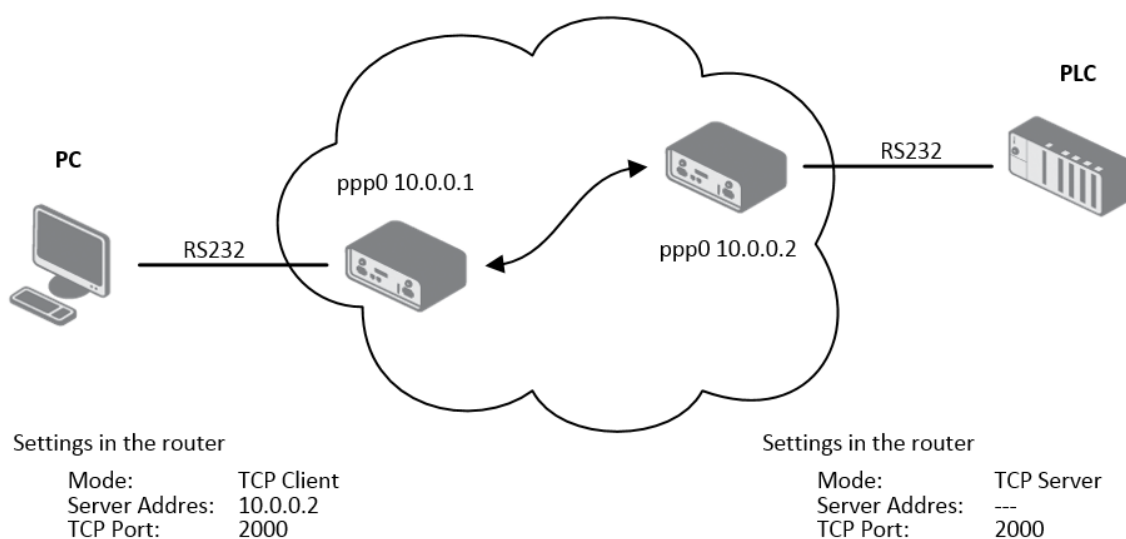 PLC
PC
RS232
ppp0 10.0.0.1
ppp0 10.0.0.2
RS232
Settings in the router
Mode: TCP Client
Server Addres: 10.0.0.2
TCP Port: 2000
Settings in the router
Mode: TCP Server
Server Addres: ---
TCP Port: 2000